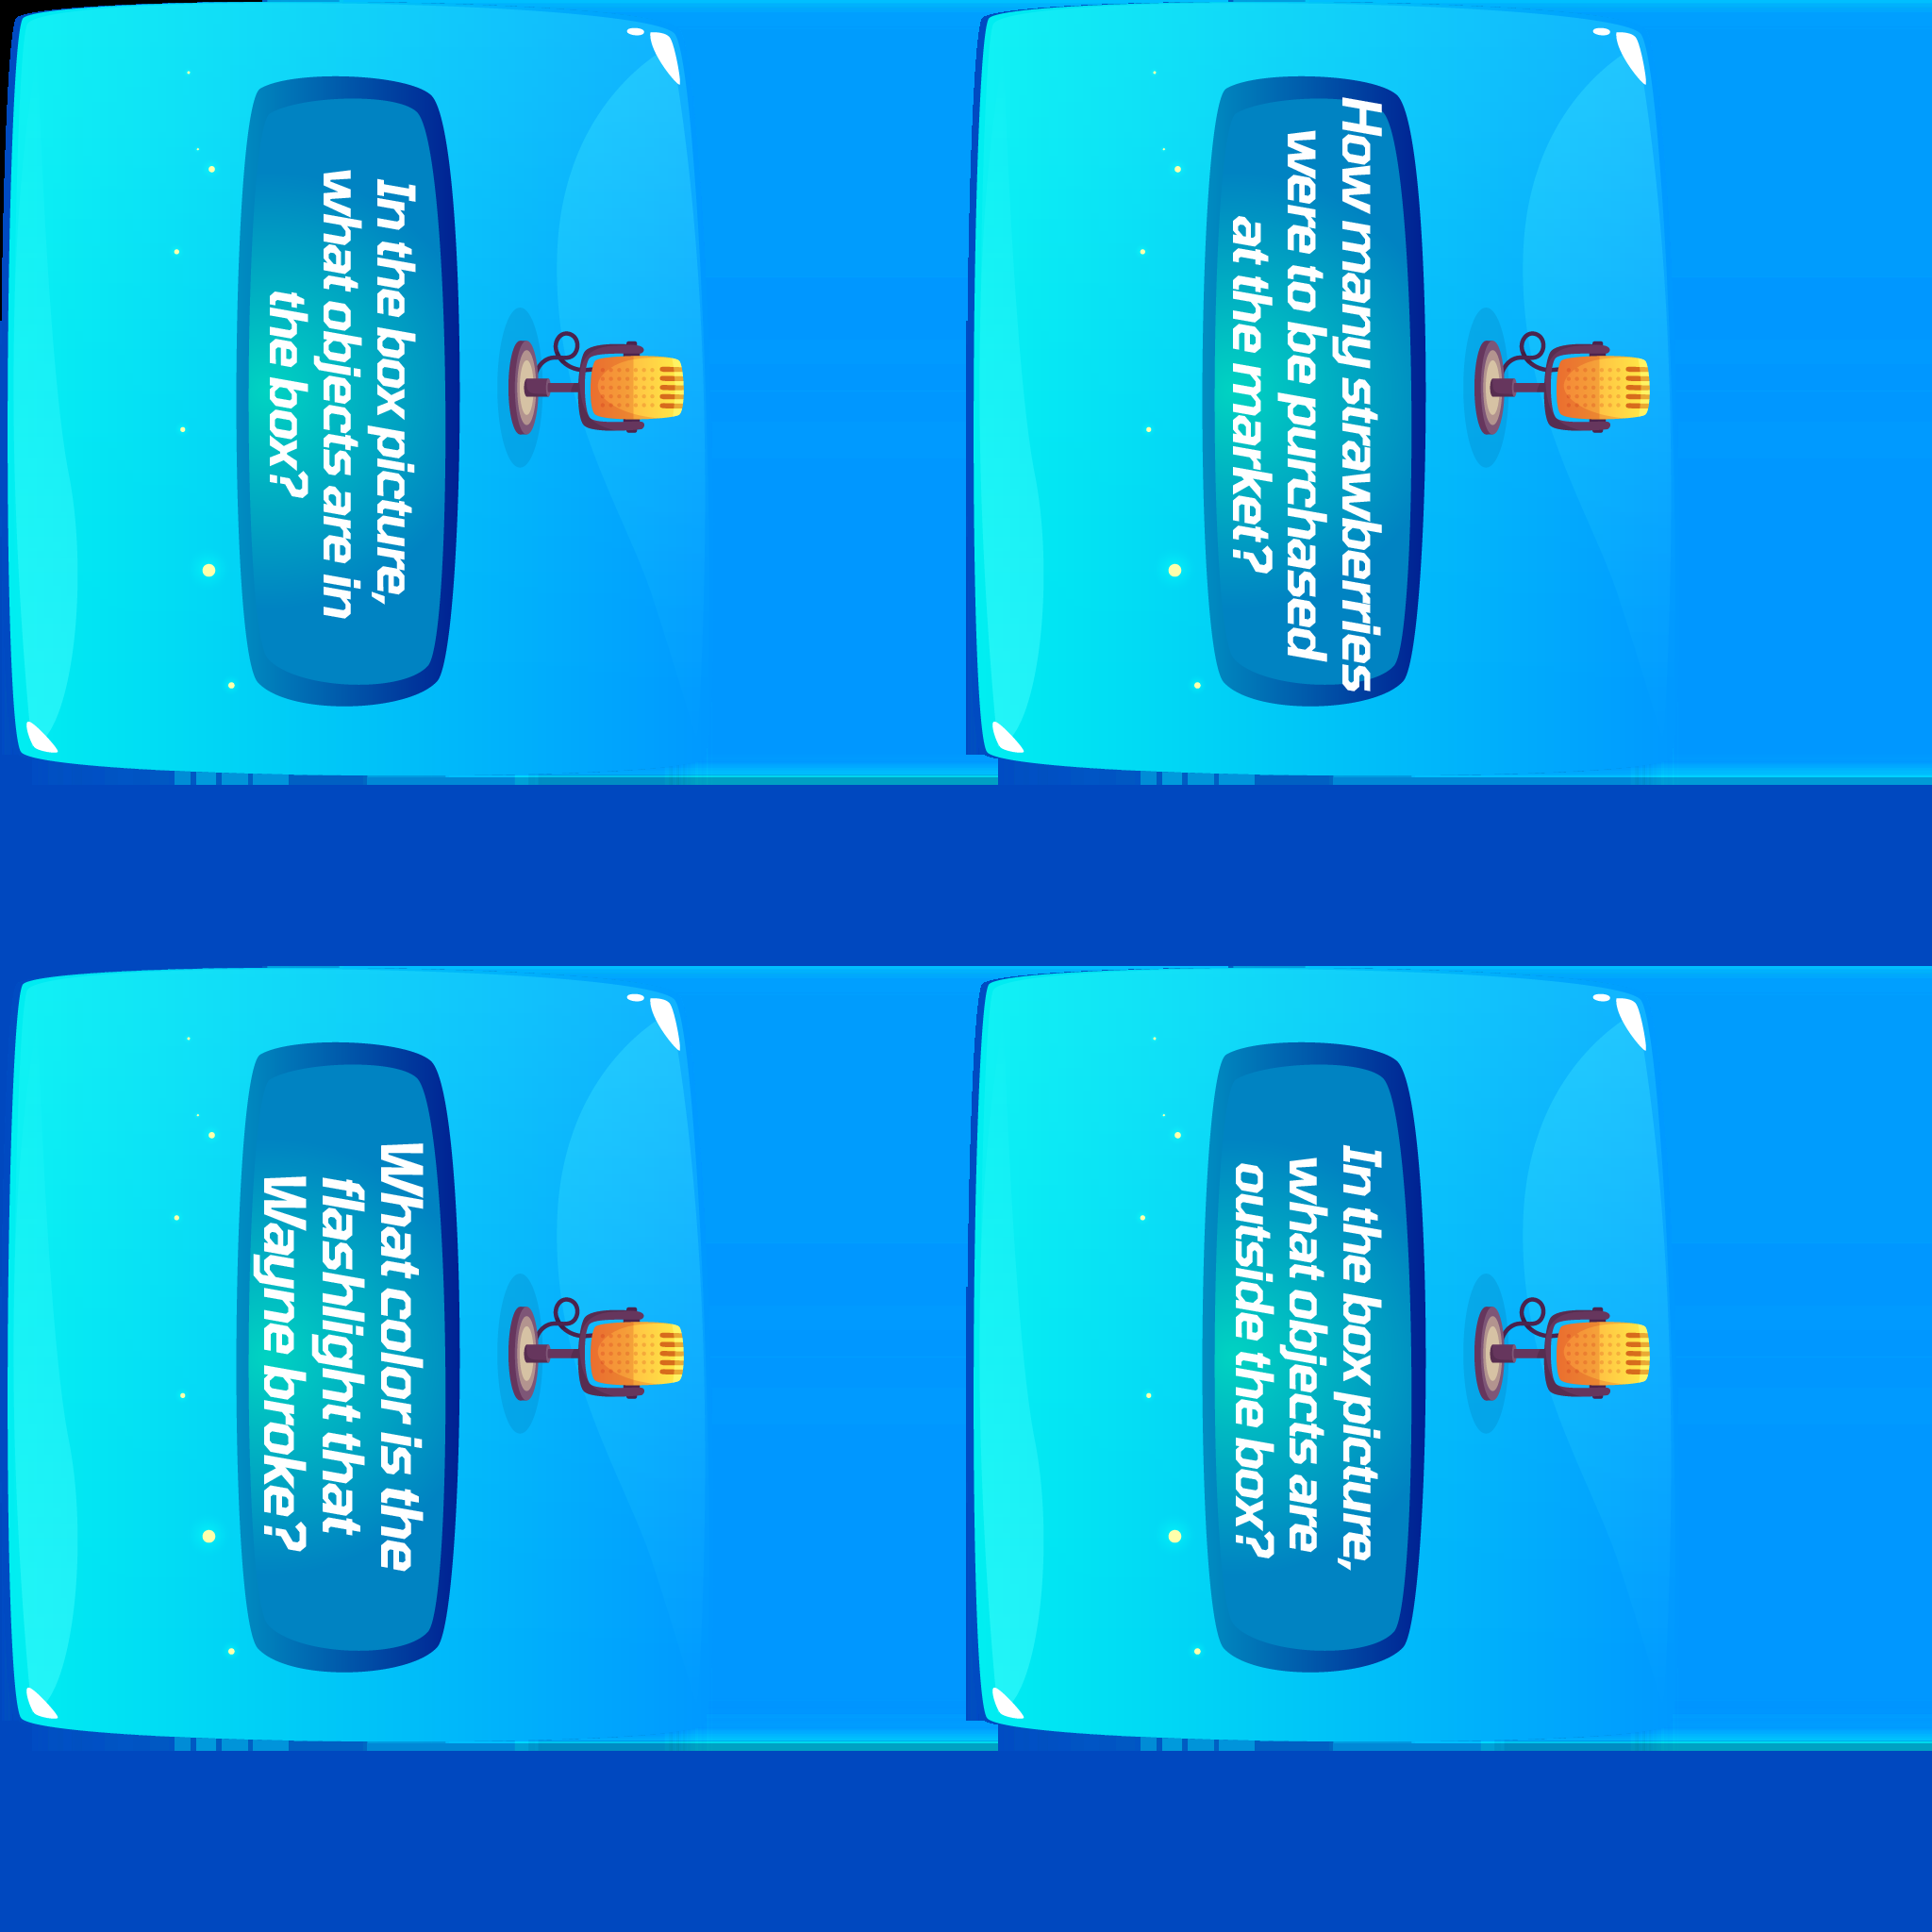 In the box picture,
what objects are in
the box?
How many strawberries
were to be purchased
at the market?
What color is the
flashlight that
Wayne broke?
In the box picture,
what objects are
outside the box?